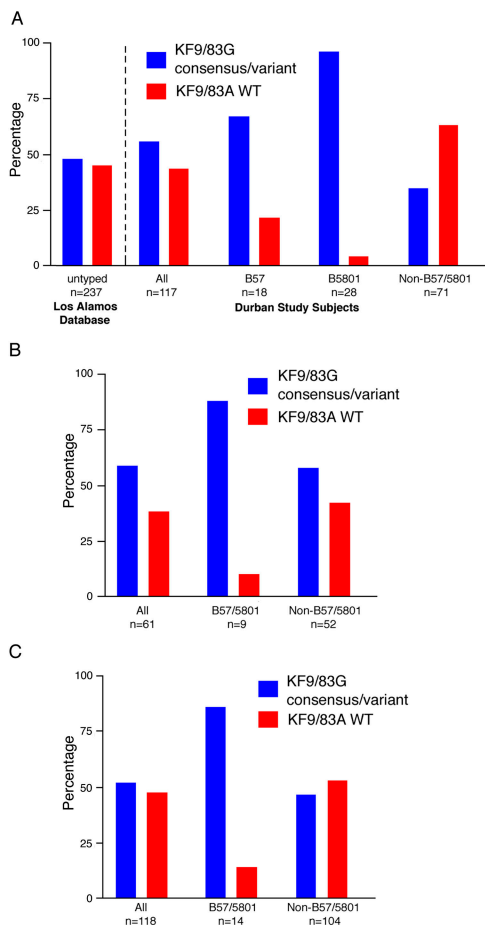 A
KF9/83G
consensus/variant
KF9/83A WT
Percentage
100
75
50
25
0
untyped All B57 B5801 Non-B57/5801
n=237 n=117 n=18 n=28 n=71
Los Alamos
Database
Durban Study Subjects
B
KF9/83G
consensus/variant
KF9/83A WT
Percentage
100
75
50
25
0
All B57/5801 Non-B57/5801
n=61 n=9 n=52
C
KF9/83G
consensus/variant
KF9/83A WT
Percentage
100
75
50
25
0
All B57/5801 Non-B57/5801
n=118 n=14 n=104